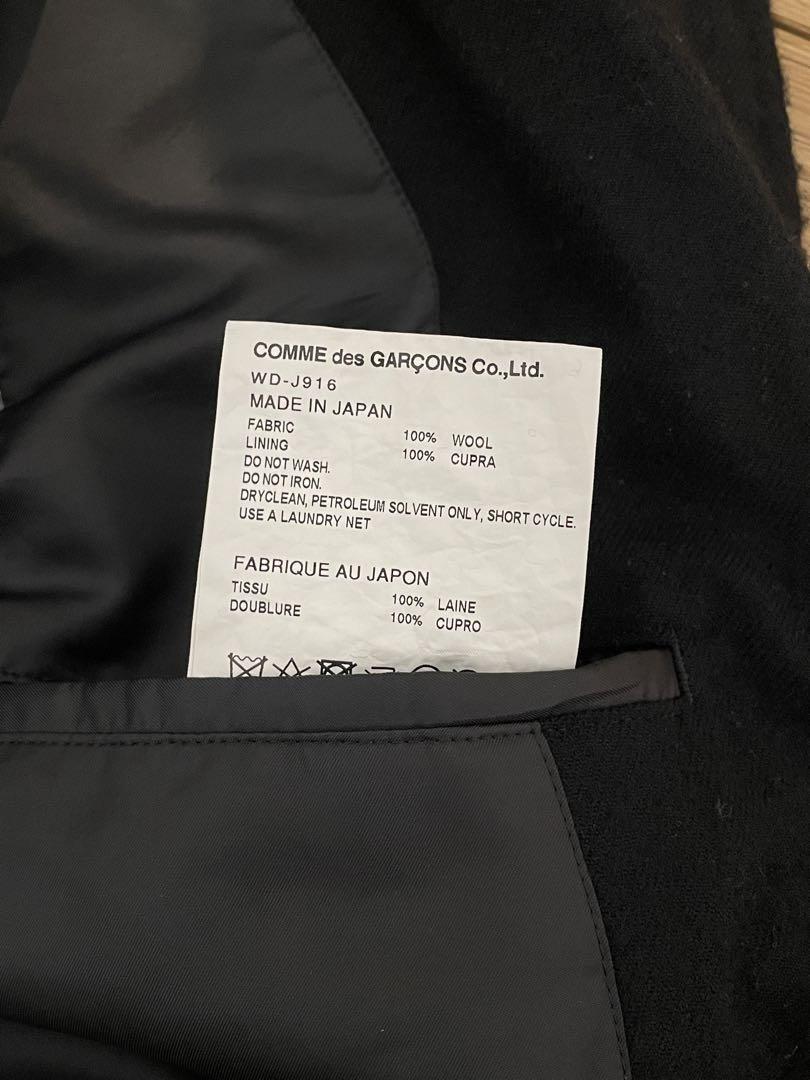 COMME des GARÇONS Co.,Ltd.
WD-J916
MADE IN JAPAN
FABRIC 100% WOOL
LINING 100% CUPRA
DO NOT WASH.
DO NOT IRON.
DRYCLEAN, PETROLEUM SOLVENT ONLY, SHORT CYCLE.
USE A LAUNDRY NET
FABRIQUE AU JAPON
TISSU 100% LAINE
DOUBLURE 100% CUPRO